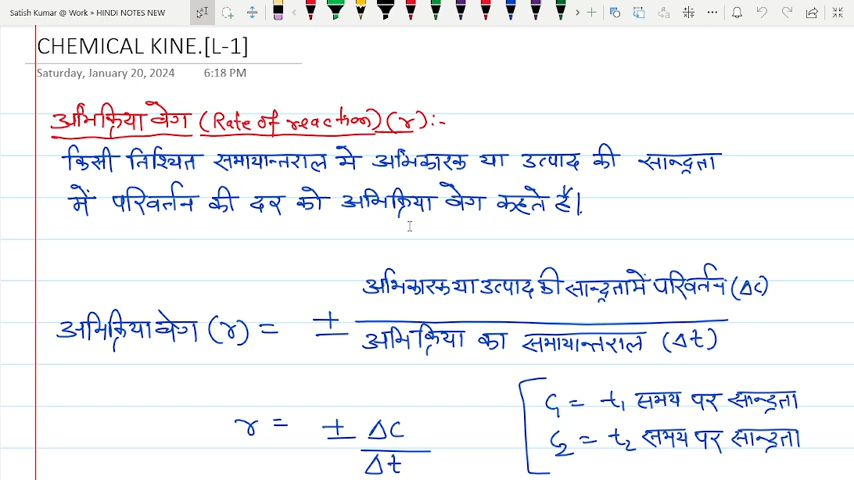 Satish Kumar @ Work » HINDI NOTES NEW
CHEMICAL KINE.[L-1]
Saturday, January 20, 2024 6:18 PM
अभिक्रिया वेग (Rate of reaction) (r):-
किसी निश्चित समयान्तराल मे अभिकारक या उत्पाद की सान्द्रता
में परिवर्तन की दर को अभिक्रिया वेग कहते हैं।
अभिकारक या उत्पाद की सान्द्रता में परिवर्तन (Δc)
अभिक्रिया वेग (r) = ±
अभिक्रिया का समयान्तराल (Δt)
r = ± Δc
Δt
C₁ = t₁ समय पर सान्द्रता
C₂ = t₂ समय पर सान्द्रता